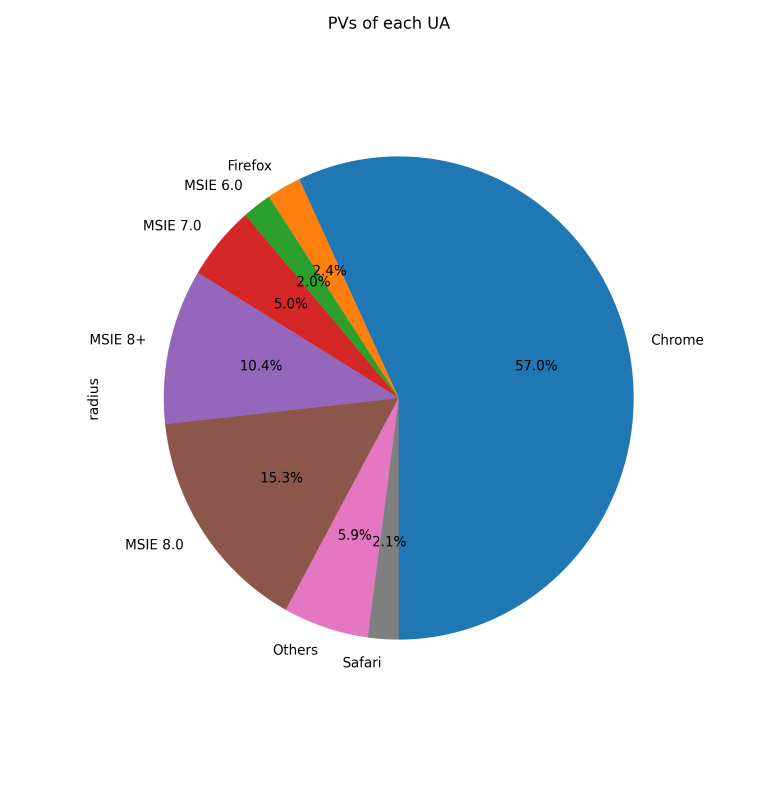 PVs of each UA
Firefox
MSIE 6.0
MSIE 7.0
2.4%
2.0%
5.0%
MSIE 8+
Chrome
10.4%
57.0%
radius
15.3%
5.9%
2.1%
MSIE 8.0
Others
Safari